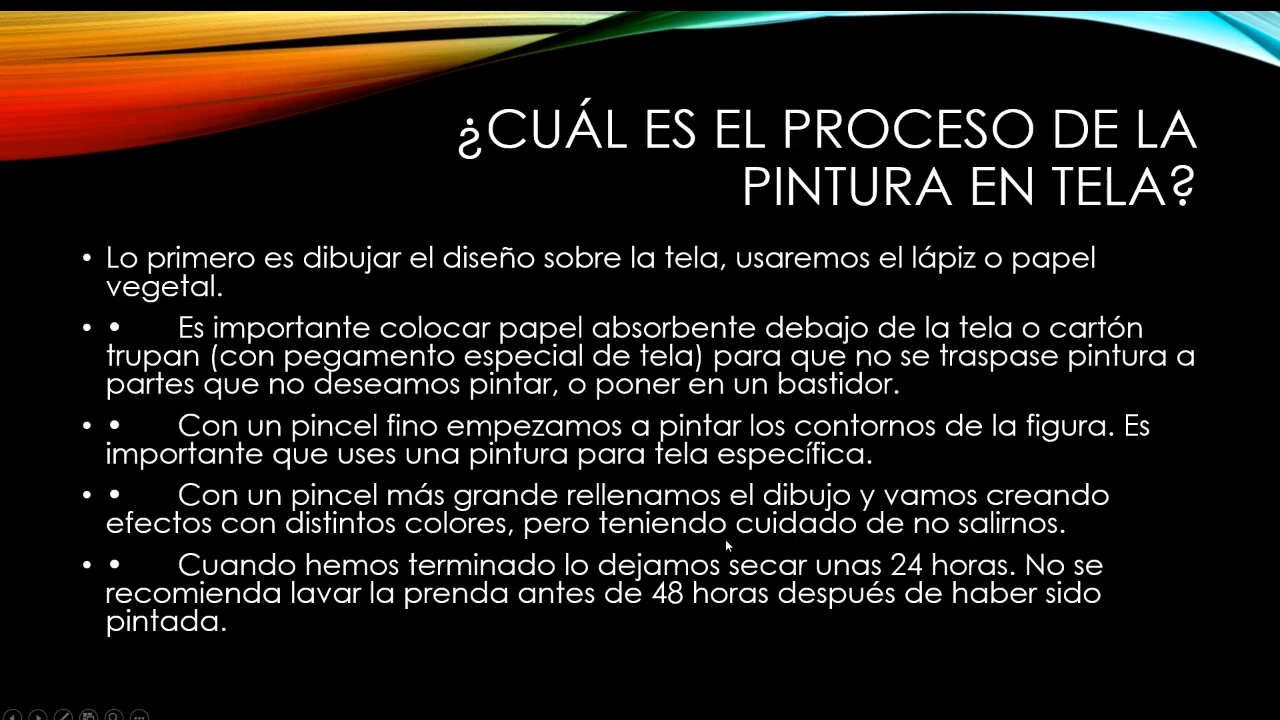 ¿CUÁL ES EL PROCESO DE LA
PINTURA EN TELA?
• Lo primero es dibujar el diseño sobre la tela, usaremos el lápiz o papel
vegetal.
• • Es importante colocar papel absorbente debajo de la tela o cartón
trupan (con pegamento especial de tela) para que no se traspase pintura a
partes que no deseamos pintar, o poner en un bastidor.
• • Con un pincel fino empezamos a pintar los contornos de la figura. Es
importante que uses una pintura para tela específica.
• • Con un pincel más grande rellenamos el dibujo y vamos creando
efectos con distintos colores, pero teniendo cuidado de no salirnos.
• • Cuando hemos terminado lo dejamos secar unas 24 horas. No se
recomienda lavar la prenda antes de 48 horas después de haber sido
pintada.